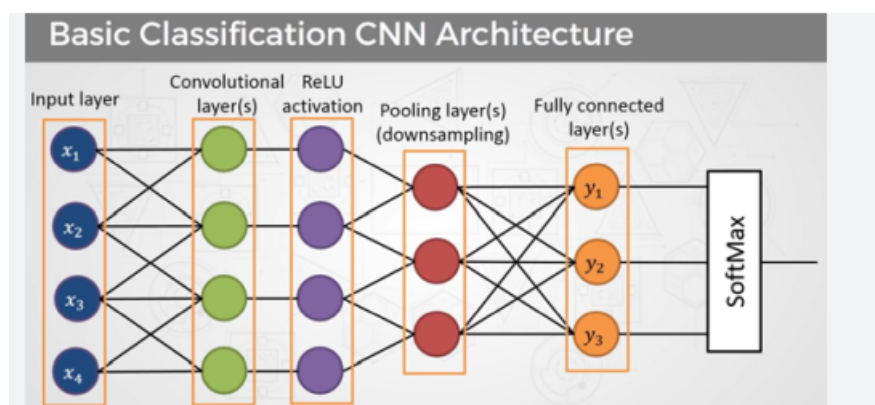 Basic Classification CNN Architecture
Input layer
Convolutional
layer(s)
ReLU
activation
Pooling layer(s)
(downsampling)
Fully connected
layer(s)
x₁
x₂
x₃
x₄
y₁
y₂
y₃
SoftMax